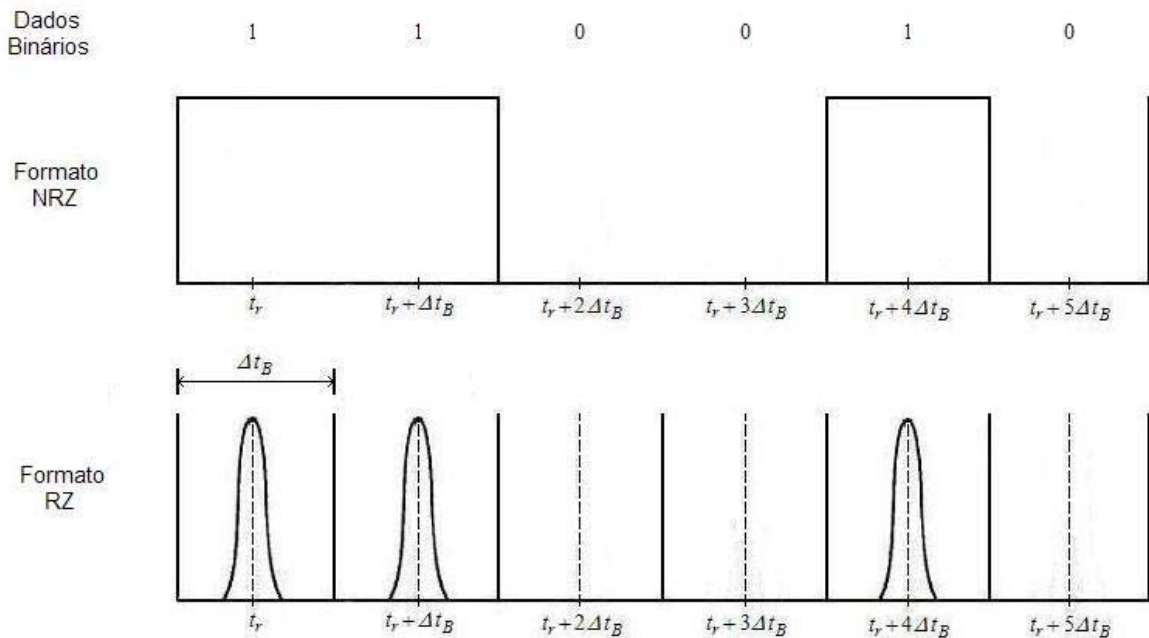 Dados
Binários
1 1 0 0 1 0
Formato
NRZ
t_r t_r+Δt_B t_r+2Δt_B t_r+3Δt_B t_r+4Δt_B t_r+5Δt_B
Δt_B
Formato
RZ
t_r t_r+Δt_B t_r+2Δt_B t_r+3Δt_B t_r+4Δt_B t_r+5Δt_B